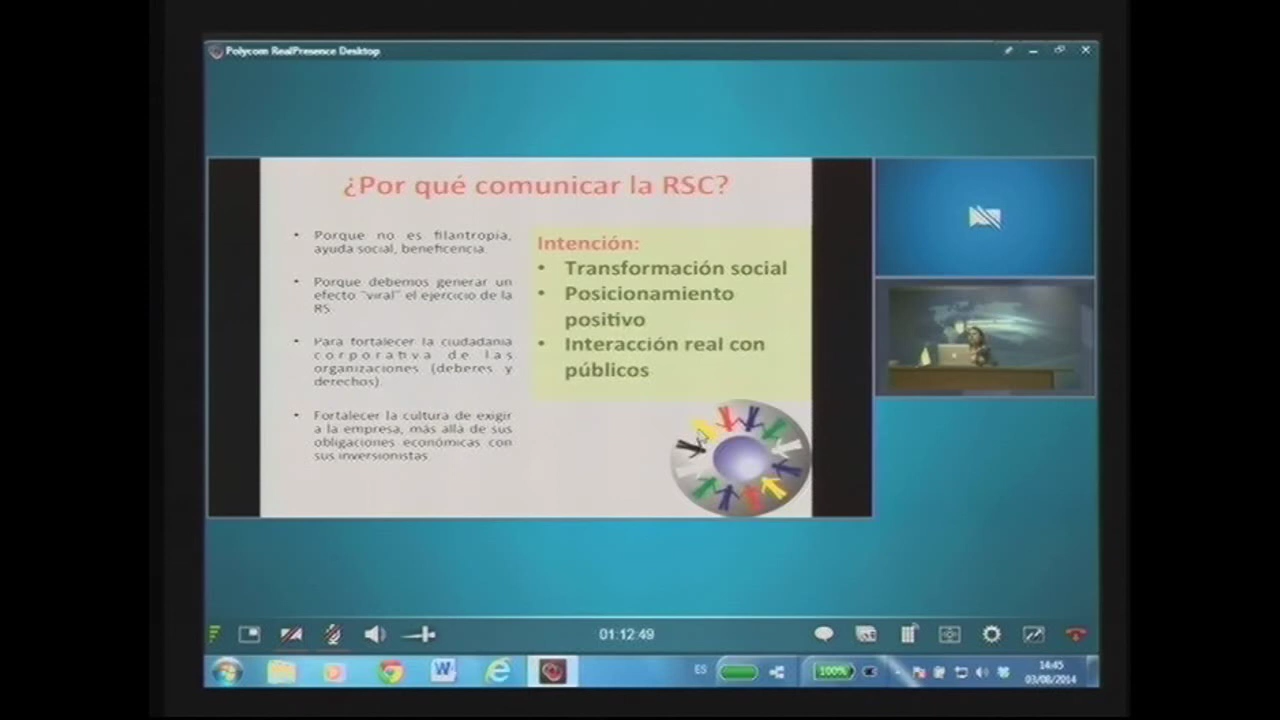 Polycom RealPresence Desktop
¿Por qué comunicar la RSC?
• Porque no es filantropía,
ayuda social, beneficencia.
• Porque debemos generar un
efecto "viral" el ejercicio de la
RS
• Para fortalecer la ciudadanía
corporativa de las
organizaciones (deberes y
derechos)
• Fortalecer la cultura de exigir
a la empresa, más allá de sus
obligaciones económicas con
sus inversionistas
Intención:
• Transformación social
• Posicionamiento
positivo
• Interacción real con
públicos
01:12:49
ES
100%
14:45
03/08/2014